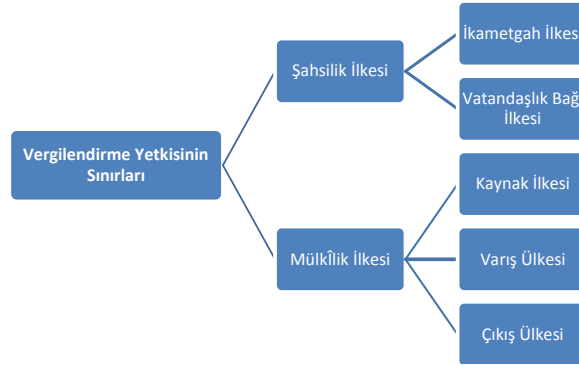 Vergilendirme Yetkisinin
Sınırları
Şahsilik İlkesi
İkametgah İlkes
Vatandaşlık Bağ
İlkesi
MülkÎlik İlkesi
Kaynak İlkesi
Varış Ülkesi
Çıkış Ülkesi